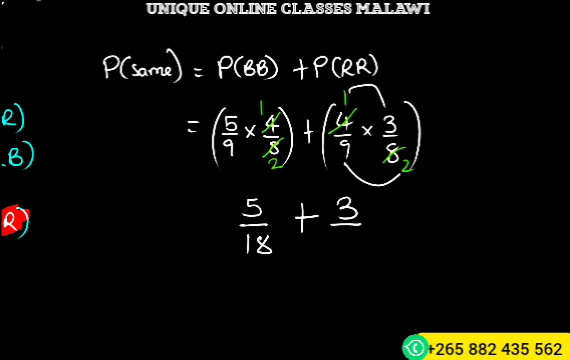 UNIQUE ONLINE CLASSES MALAWI
P(same) = P(BB) + P(RR)
R)
= (5/9 × 4/8) + (4/9 × 3/8)
1 2 1 2
.B)
R)
5/18 + 3
+265 882 435 562